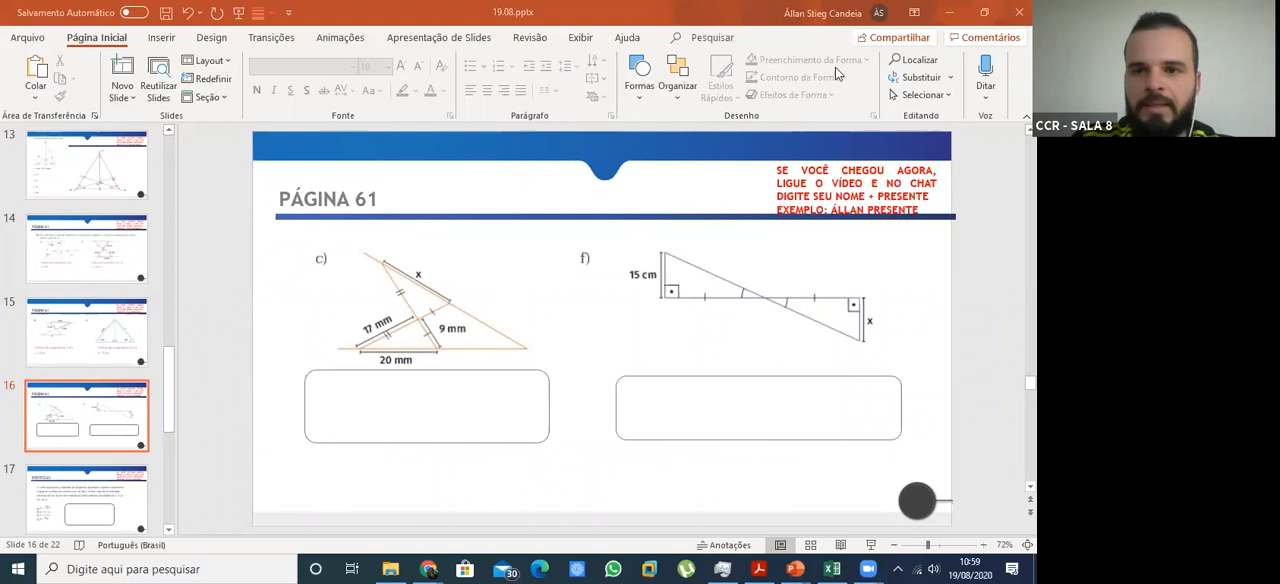 Salvamento Automático
19.08.pptx
Állan Stieg Candeia
ÁS
Arquivo
Página Inicial
Inserir
Design
Transições
Animações
Apresentação de Slides
Revisão
Exibir
Ajuda
Pesquisar
Compartilhar
Comentários
Colar
Novo
Slide
Reutilizar
Slides
Layout
Redefinir
Seção
18
N
I
S
S
ab
AV
Aa
A
Formas
Organizar
Estilos
Rápidos
Preenchimento da Forma
Contorno da Forma
Efeitos de Forma
Localizar
Substituir
Selecionar
Ditar
Área de Transferência
Slides
Fonte
Parágrafo
Desenho
Editando
Voz
CCR - SALA 8
13
14
15
16
17
SE VOCÊ CHEGOU AGORA,
LIGUE O VÍDEO E NO CHAT
DIGITE SEU NOME + PRESENTE
EXEMPLO: ÁLLAN PRESENTE
PÁGINA 61
c)
x
17 mm
9 mm
20 mm
f)
15 cm
x
Slide 16 de 22
Português (Brasil)
Anotações
72%
Digite aqui para pesquisar
30
10:59
19/08/2020